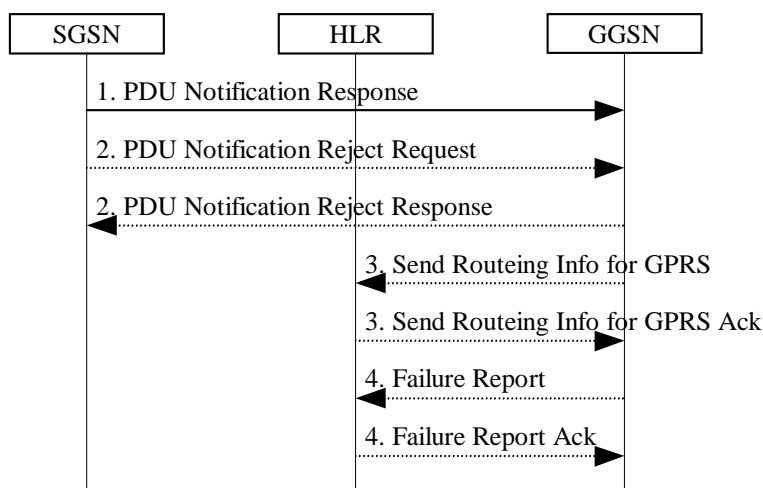 SGSN HLR GGSN
1. PDU Notification Response
2. PDU Notification Reject Request
2. PDU Notification Reject Response
3. Send Routeing Info for GPRS
3. Send Routeing Info for GPRS Ack
4. Failure Report
4. Failure Report Ack